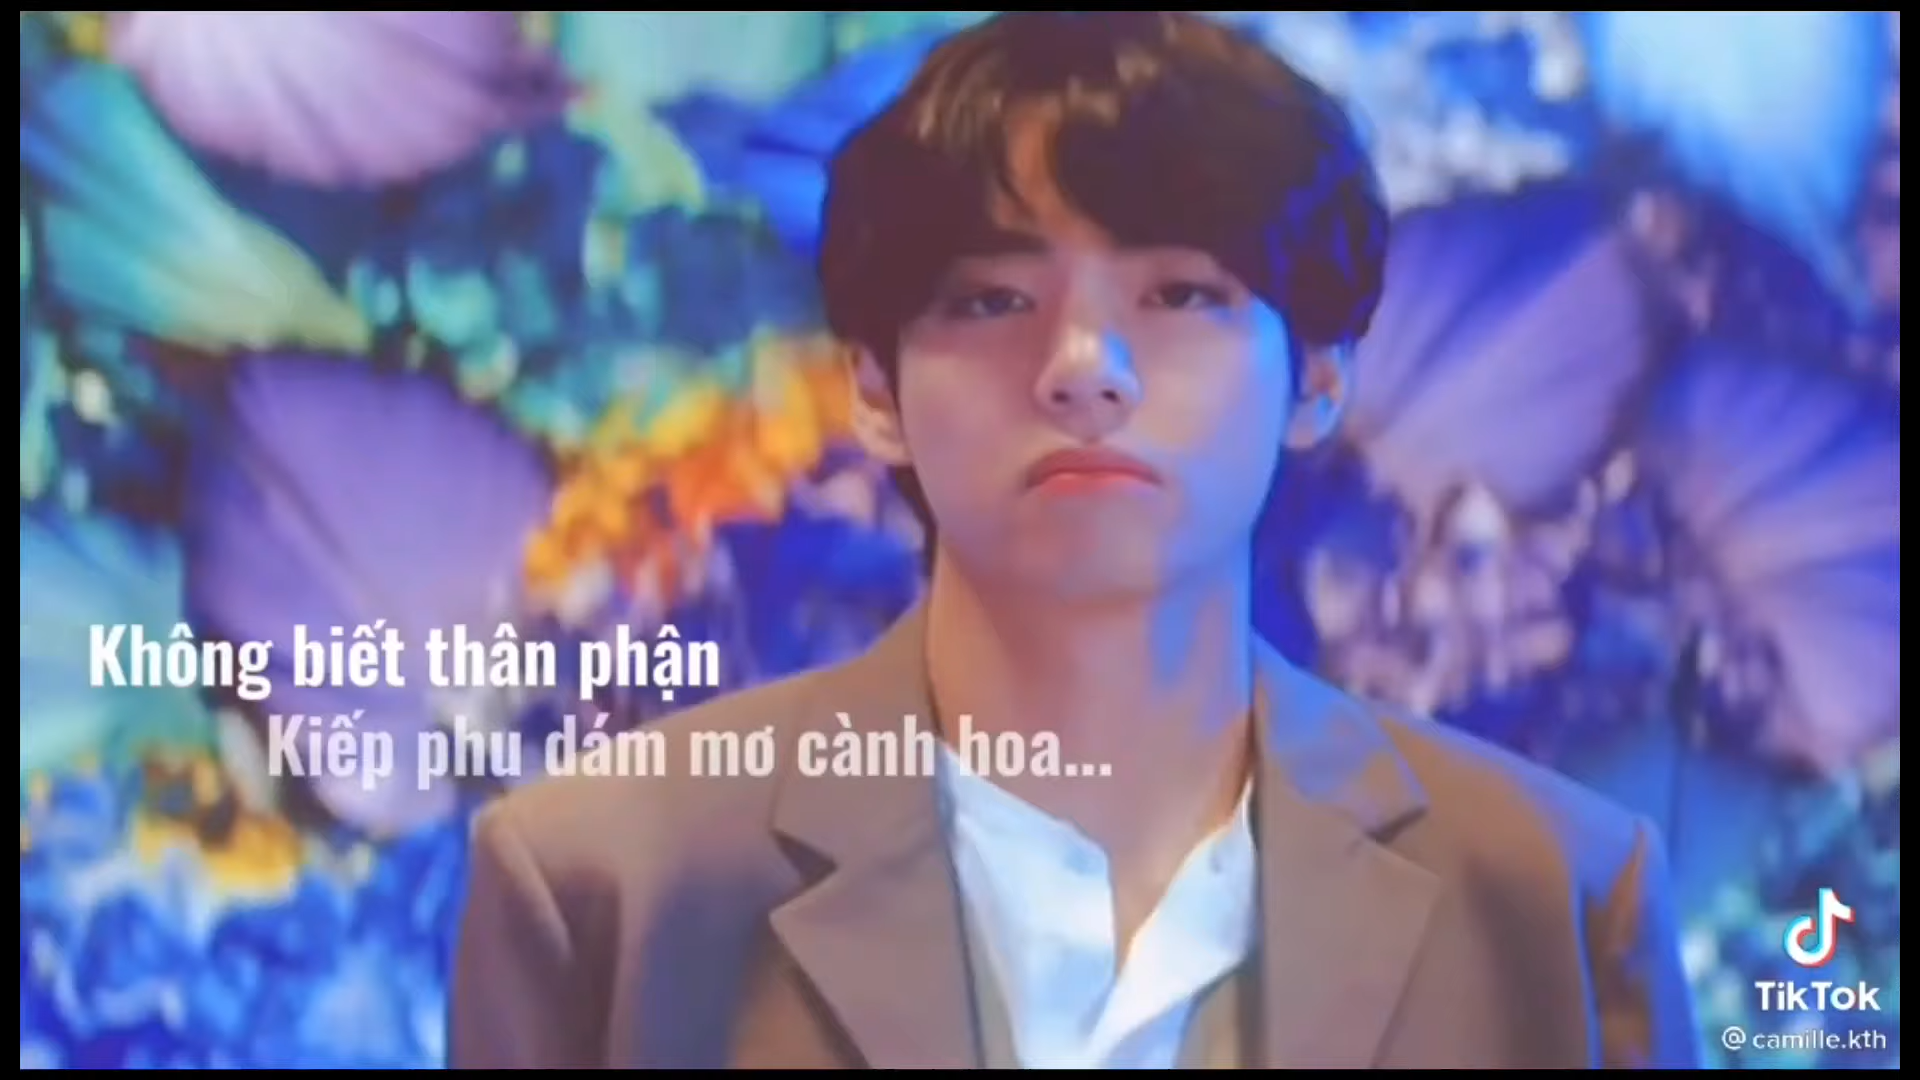 Không biết thân phận
Kiếp phu dám mơ cành hoa...
TikTok
@camille.kth